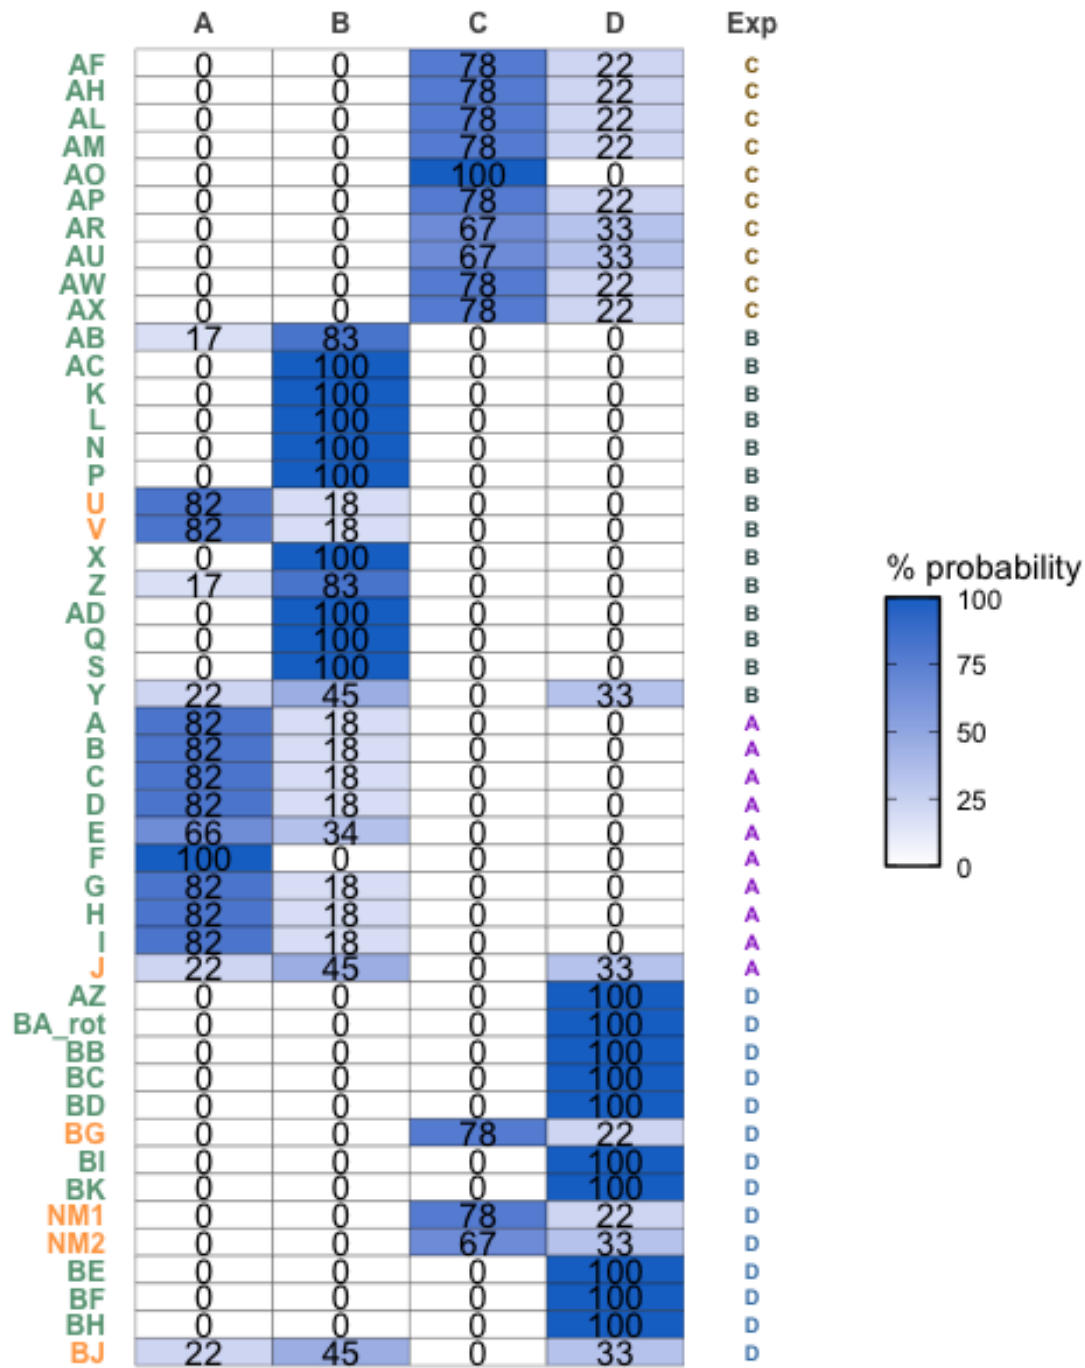 A B C D Exp
AF 0 0 78 22 C
AH 0 0 78 22 C
AL 0 0 78 22 C
AM 0 0 78 22 C
AO 0 0 100 0 C
AP 0 0 78 22 C
AR 0 0 67 33 C
AU 0 0 67 33 C
AW 0 0 78 22 C
AX 0 0 78 22 C
AB 17 83 0 0 B
AC 0 100 0 0 B
K 0 100 0 0 B
L 0 100 0 0 B
N 0 100 0 0 B
P 0 100 0 0 B
U 82 18 0 0 B
V 82 18 0 0 B
X 0 100 0 0 B
Z 17 83 0 0 B
AD 0 100 0 0 B
Q 0 100 0 0 B
S 0 100 0 0 B
Y 22 45 0 33 B
A 82 18 0 0 A
B 82 18 0 0 A
C 82 18 0 0 A
D 82 18 0 0 A
E 66 34 0 0 A
F 100 0 0 0 A
G 82 18 0 0 A
H 82 18 0 0 A
I 82 18 0 0 A
J 22 45 0 33 A
AZ 0 0 0 100 D
BA_rot 0 0 0 100 D
BB 0 0 0 100 D
BC 0 0 0 100 D
BD 0 0 0 100 D
BG 0 0 78 22 D
BI 0 0 0 100 D
BK 0 0 0 100 D
NM1 0 0 78 22 D
NM2 0 0 67 33 D
BE 0 0 0 100 D
BF 0 0 0 100 D
BH 0 0 0 100 D
BJ 22 45 0 33 D
% probability
100
75
50
25
0